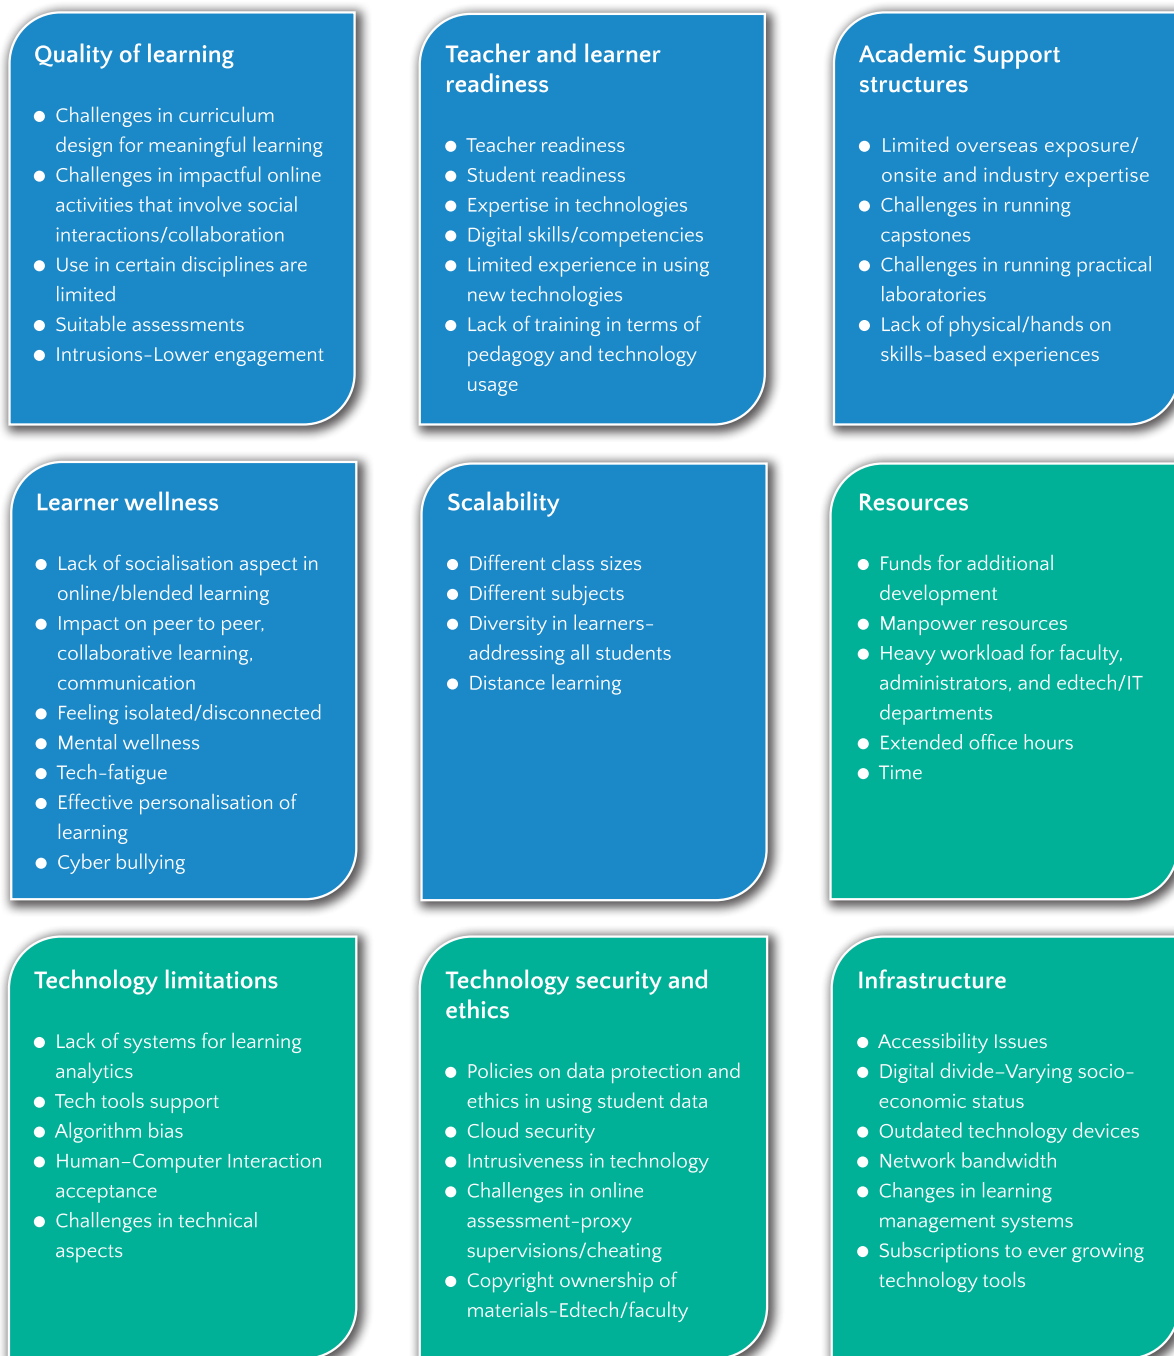 Quality of learning
● Challenges in curriculum
design for meaningful learning
● Challenges in impactful online
activities that involve social
interactions/collaboration
● Use in certain disciplines are
limited
● Suitable assessments
● Intrusions-Lower engagement
Teacher and learner
readiness
● Teacher readiness
● Student readiness
● Expertise in technologies
● Digital skills/competencies
● Limited experience in using
new technologies
● Lack of training in terms of
pedagogy and technology
usage
Academic Support
structures
● Limited overseas exposure/
onsite and industry expertise
● Challenges in running
capstones
● Challenges in running practical
laboratories
● Lack of physical/hands on
skills-based experiences
Learner wellness
● Lack of socialisation aspect in
online/blended learning
● Impact on peer to peer,
collaborative learning,
communication
● Feeling isolated/disconnected
● Mental wellness
● Tech-fatigue
● Effective personalisation of
learning
● Cyber bullying
Scalability
● Different class sizes
● Different subjects
● Diversity in learners-
addressing all students
● Distance learning
Resources
● Funds for additional
development
● Manpower resources
● Heavy workload for faculty,
administrators, and edtech/IT
departments
● Extended office hours
● Time
Technology limitations
● Lack of systems for learning
analytics
● Tech tools support
● Algorithm bias
● Human–Computer Interaction
acceptance
● Challenges in technical
aspects
Technology security and
ethics
● Policies on data protection and
ethics in using student data
● Cloud security
● Intrusiveness in technology
● Challenges in online
assessment-proxy
supervisions/cheating
● Copyright ownership of
materials-Edtech/faculty
Infrastructure
● Accessibility Issues
● Digital divide–Varying socio-
economic status
● Outdated technology devices
● Network bandwidth
● Changes in learning
management systems
● Subscriptions to ever growing
technology tools